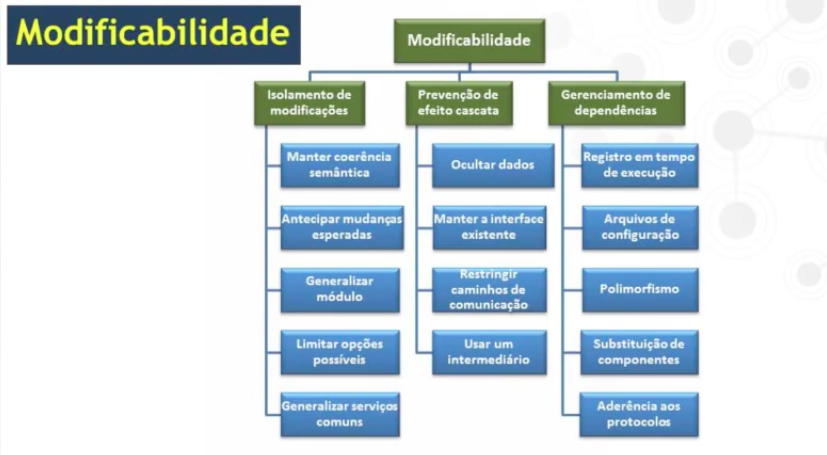 Modificabilidade
Modificabilidade
Isolamento de
modificações
Manter coerência
semântica
Antecipar mudanças
esperadas
Generalizar
módulo
Limitar opções
possíveis
Generalizar serviços
comuns
Prevenção de
efeito cascata
Ocultar dados
Manter a interface
existente
Restringir
caminhos de
comunicação
Usar um
intermediário
Gerenciamento de
dependências
Registro em tempo
de execução
Arquivos de
configuração
Polimorfismo
Substituição de
componentes
Aderência aos
protocolos